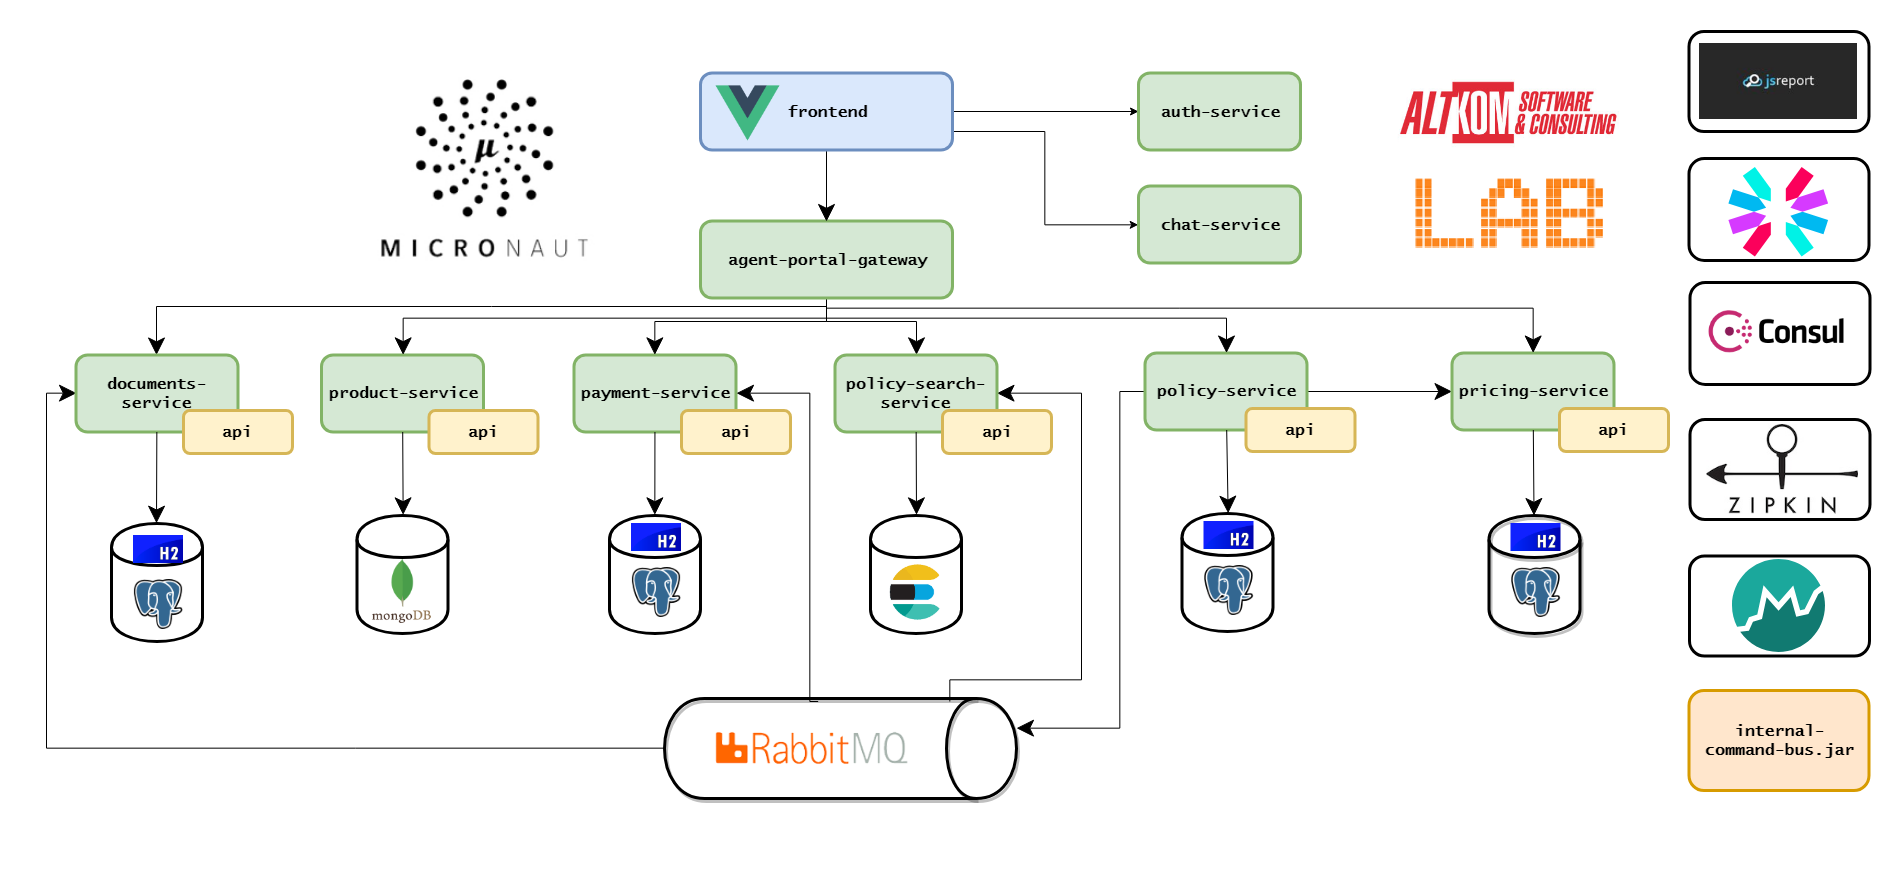 frontend
auth-service
chat-service
μ
MICRONAUT
agent-portal-gateway
ALTKOM SOFTWARE
& CONSULTING
LAB
jsreport
Consul
ZIPKIN
documents-
service
api
product-service
api
payment-service
api
policy-search-
service
api
policy-service
api
pricing-service
api
H2
mongoDB
H2
H2
H2
RabbitMQ
internal-
command-bus.jar